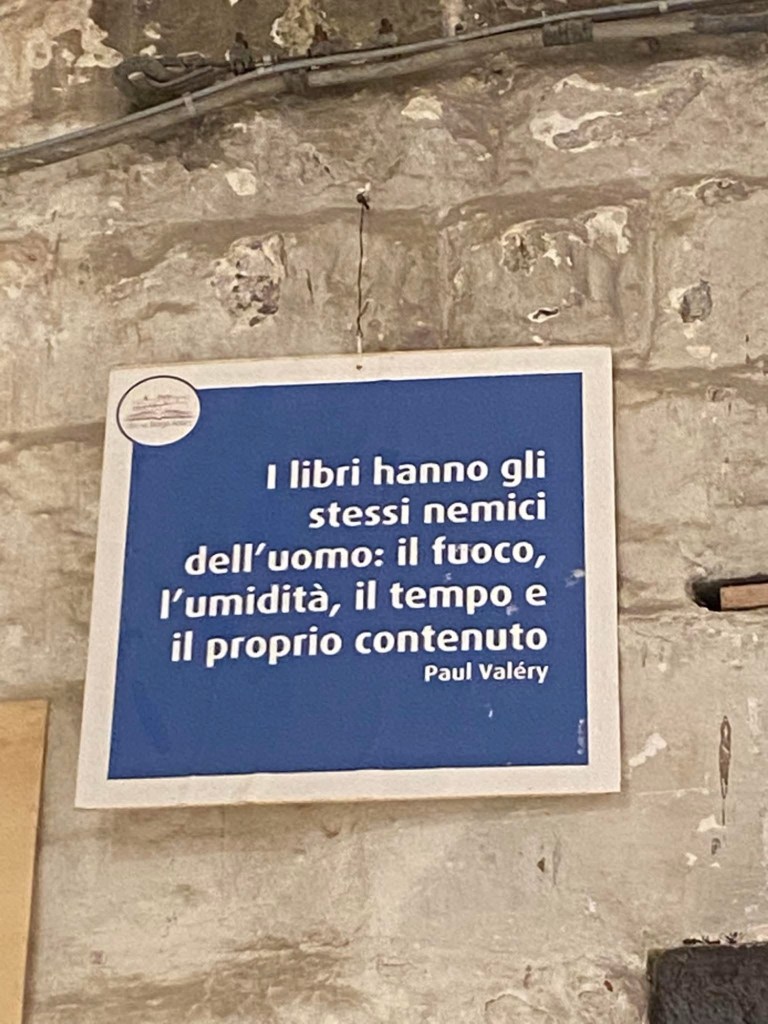 I libri hanno gli
stessi nemici
dell'uomo: il fuoco,
l'umidità, il tempo e
il proprio contenuto
Paul Valéry